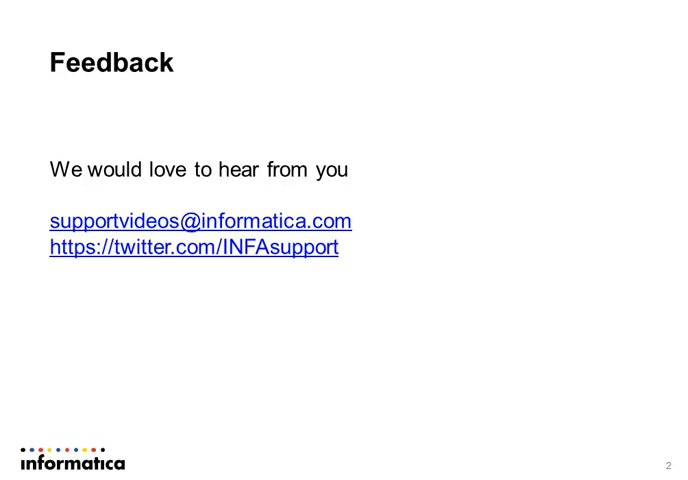 Feedback
We would love to hear from you
supportvideos@informatica.com
https://twitter.com/INFAsupport
informatica
2